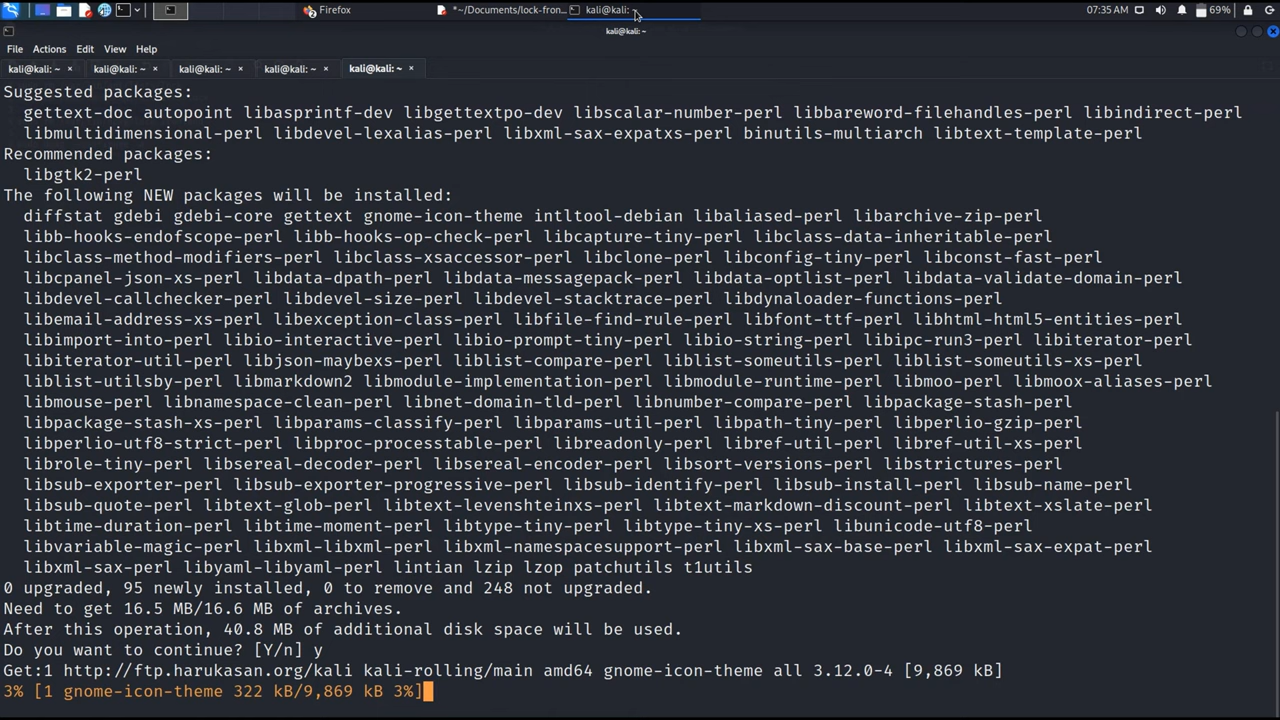 Firefox
*~/Documents/lock-fron...
kali@kali: ~
07:35 AM
69%
kali@kali: ~
File Actions Edit View Help
kali@kali: ~ × kali@kali: ~ × kali@kali: ~ × kali@kali: ~ × kali@kali: ~ ×
Suggested packages:
gettext-doc autopoint libasprintf-dev libgettextpo-dev libscalar-number-perl libbareword-filehandles-perl libindirect-perl
libmultidimensional-perl libdevel-lexalias-perl libxml-sax-expatxs-perl binutils-multiarch libtext-template-perl
Recommended packages:
libgtk2-perl
The following NEW packages will be installed:
diffstat gdebi gdebi-core gettext gnome-icon-theme intltool-debian libaliased-perl libarchive-zip-perl
libb-hooks-endofscope-perl libb-hooks-op-check-perl libcapture-tiny-perl libclass-data-inheritable-perl
libclass-method-modifiers-perl libclass-xsaccessor-perl libclone-perl libconfig-tiny-perl libconst-fast-perl
libcpanel-json-xs-perl libdata-dpath-perl libdata-messagepack-perl libdata-optlist-perl libdata-validate-domain-perl
libdevel-callchecker-perl libdevel-size-perl libdevel-stacktrace-perl libdynaloader-functions-perl
libemail-address-xs-perl libexception-class-perl libfile-find-rule-perl libfont-ttf-perl libhtml-html5-entities-perl
libimport-into-perl libio-interactive-perl libio-prompt-tiny-perl libio-string-perl libipc-run3-perl libiterator-perl
libiterator-util-perl libjson-maybexs-perl liblist-compare-perl liblist-someutils-perl liblist-someutils-xs-perl
liblist-utilsby-perl libmarkdown2 libmodule-implementation-perl libmodule-runtime-perl libmoo-perl libmoox-aliases-perl
libmouse-perl libnamespace-clean-perl libnet-domain-tld-perl libnumber-compare-perl libpackage-stash-perl
libpackage-stash-xs-perl libparams-classify-perl libparams-util-perl libpath-tiny-perl libperlio-gzip-perl
libperlio-utf8-strict-perl libproc-processtable-perl libreadonly-perl libref-util-perl libref-util-xs-perl
librole-tiny-perl libsereal-decoder-perl libsereal-encoder-perl libsort-versions-perl libstrictures-perl
libsub-exporter-perl libsub-exporter-progressive-perl libsub-identify-perl libsub-install-perl libsub-name-perl
libsub-quote-perl libtext-glob-perl libtext-levenshteinxs-perl libtext-markdown-discount-perl libtext-xslate-perl
libtime-duration-perl libtime-moment-perl libtype-tiny-perl libtype-tiny-xs-perl libunicode-utf8-perl
libvariable-magic-perl libxml-libxml-perl libxml-namespacesupport-perl libxml-sax-base-perl libxml-sax-expat-perl
libxml-sax-perl libyaml-libyaml-perl lintian lzip lzop patchutils t1utils
0 upgraded, 95 newly installed, 0 to remove and 248 not upgraded.
Need to get 16.5 MB/16.6 MB of archives.
After this operation, 40.8 MB of additional disk space will be used.
Do you want to continue? [Y/n] y
Get:1 http://ftp.harukasan.org/kali kali-rolling/main amd64 gnome-icon-theme all 3.12.0-4 [9,869 kB]
3% [1 gnome-icon-theme 322 kB/9,869 kB 3%]